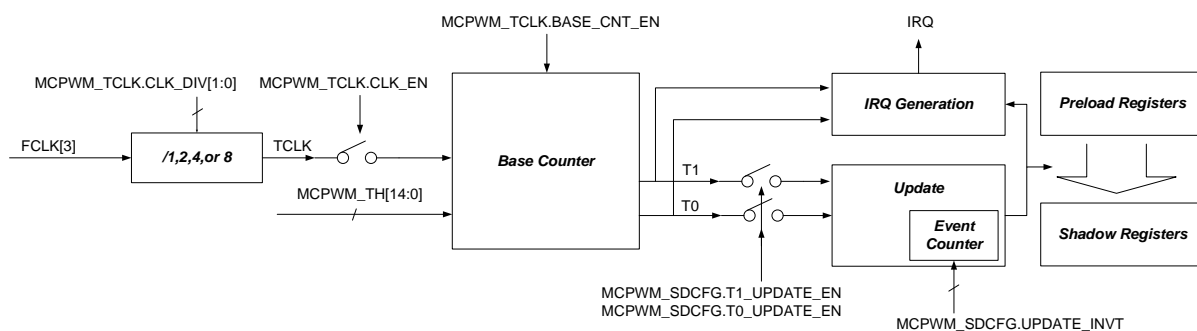 MCPWM_TCLK.BASE_CNT_EN
IRQ
MCPWM_TCLK.CLK_DIV[1:0]
MCPWM_TCLK.CLK_EN
IRQ Generation
Preload Registers
FCLK[3]
/1,2,4,or 8
TCLK
Base Counter
MCPWM_TH[14:0]
T1
T0
Update
Event
Counter
Shadow Registers
MCPWM_SDCFG.T1_UPDATE_EN
MCPWM_SDCFG.T0_UPDATE_EN
MCPWM_SDCFG.UPDATE_INVT